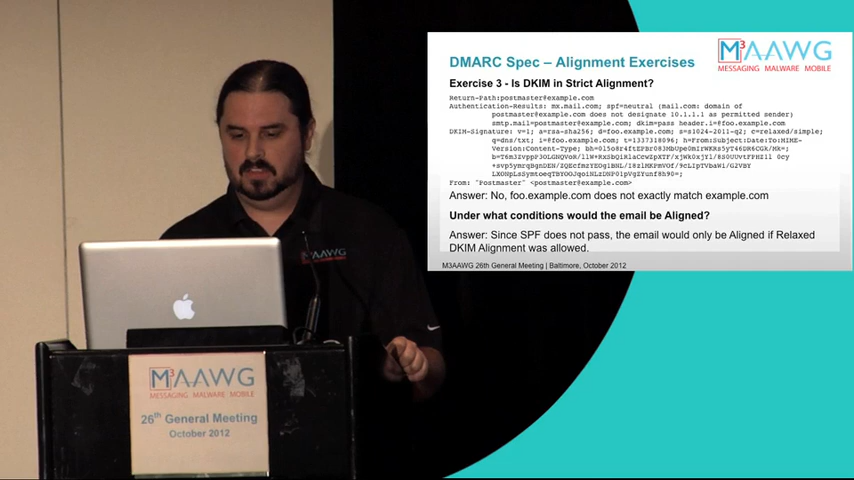 DMARC Spec – Alignment Exercises
M3AAWG
MESSAGING MALWARE MOBILE
Exercise 3 - Is DKIM in Strict Alignment?
Return-Path:postmaster@example.com
Authentication-Results: mx.mail.com; spf=neutral (mail.com: domain of
postmaster@example.com does not designate 10.1.1.1 as permitted sender)
smtp.mail=postmaster@example.com; dkim=pass header.i=@foo.example.com
DKIM-Signature: v=1; a=rsa-sha256; d=foo.example.com; s=s1024-2011-q2; c=relaxed/simple;
q=dns/txt; i=@foo.example.com; t=1337318096; h=From:Subject:Date:To:MIME-
Version:Content-Type;
From: "Postmaster" <postmaster@example.com>
Answer: No, foo.example.com does not exactly match example.com
Under what conditions would the email be Aligned?
Answer: Since SPF does not pass, the email would only be Aligned if Relaxed
DKIM Alignment was allowed.
M3AAWG 26th General Meeting | Baltimore, October 2012
M3AAWG
M3AAWG
MESSAGING MALWARE MOBILE
26th General Meeting
October 2012